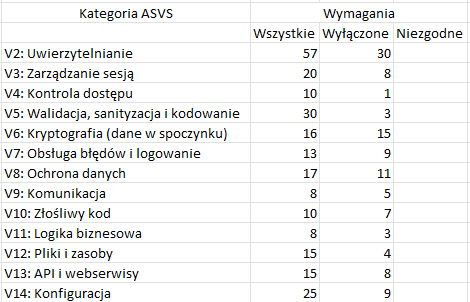 Kategoria ASVS Wymagania
Wszystkie Wyłączone Niezgodne
V2: Uwierzytelnianie 57 30
V3: Zarządzanie sesją 20 8
V4: Kontrola dostępu 10 1
V5: Walidacja, sanityzacja i kodowanie 30 3
V6: Kryptografia (dane w spoczynku) 16 15
V7: Obsługa błędów i logowanie 13 9
V8: Ochrona danych 17 11
V9: Komunikacja 8 5
V10: Złośliwy kod 10 7
V11: Logika biznesowa 8 3
V12: Pliki i zasoby 15 4
V13: API i webserwisy 15 8
V14: Konfiguracja 25 9